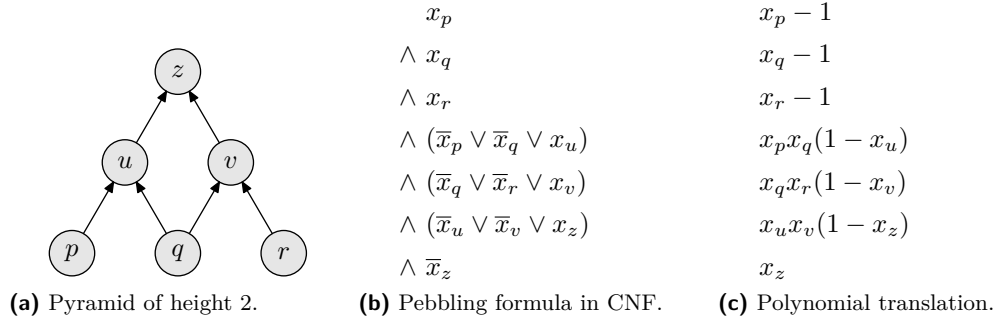 z
u v
p q r
(a) Pyramid of height 2.
x_p
∧ x_q
∧ x_r
∧ (x̅_p ∨ x̅_q ∨ x_u)
∧ (x̅_q ∨ x̅_r ∨ x_v)
∧ (x̅_u ∨ x̅_v ∨ x_z)
∧ x̅_z
(b) Pebbling formula in CNF.
x_p − 1
x_q − 1
x_r − 1
x_p x_q (1 − x_u)
x_q x_r (1 − x_v)
x_u x_v (1 − x_z)
x_z
(c) Polynomial translation.